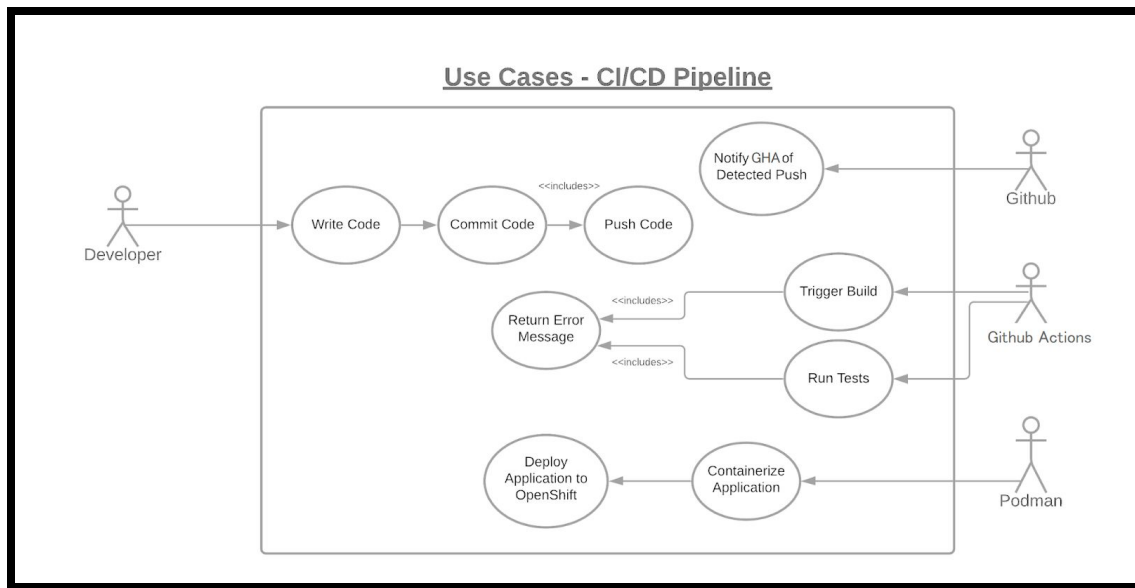 Use Cases - CI/CD Pipeline
Notify GHA of
Detected Push
Github
<<includes>>
Developer
Write Code
Commit Code
Push Code
Trigger Build
Github Actions
<<includes>>
Return Error
Message
<<includes>>
Run Tests
Deploy
Application to
OpenShift
Containerize
Application
Podman